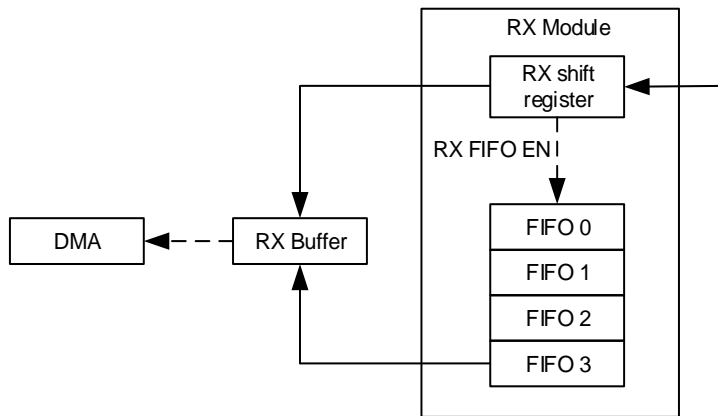 RX Module
RX shift
register
RX FIFO EN
FIFO 0
DMA
RX Buffer
FIFO 1
FIFO 2
FIFO 3